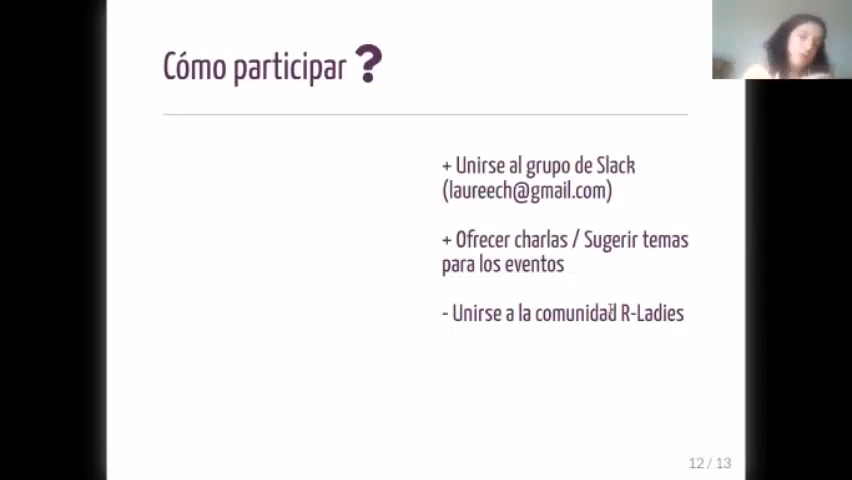 Cómo participar ?
+ Unirse al grupo de Slack
(laureech@gmail.com)
+ Ofrecer charlas / Sugerir temas
para los eventos
- Unirse a la comunidad R-Ladies
12 / 13